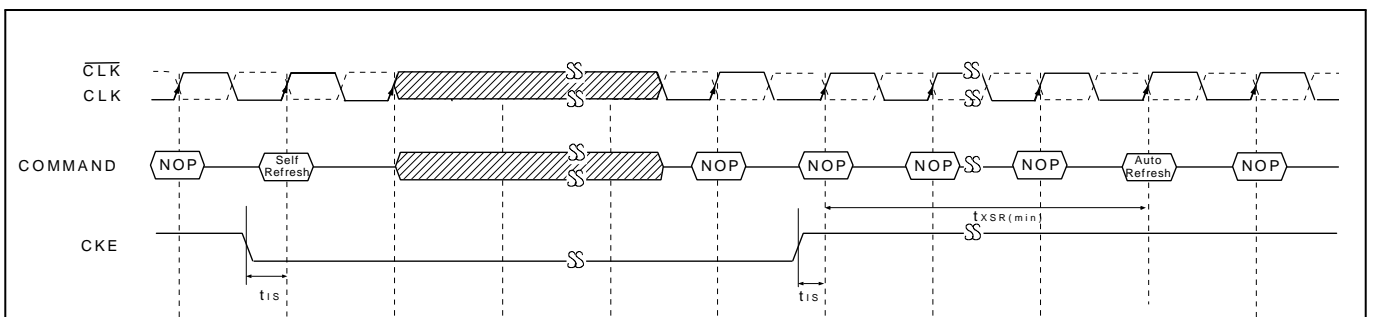 CLK
CLK
COMMAND
NOP
Self
Refresh
NOP
NOP
NOP
NOP
Auto
Refresh
NOP
tXSR(min)
CKE
tIS
tIS